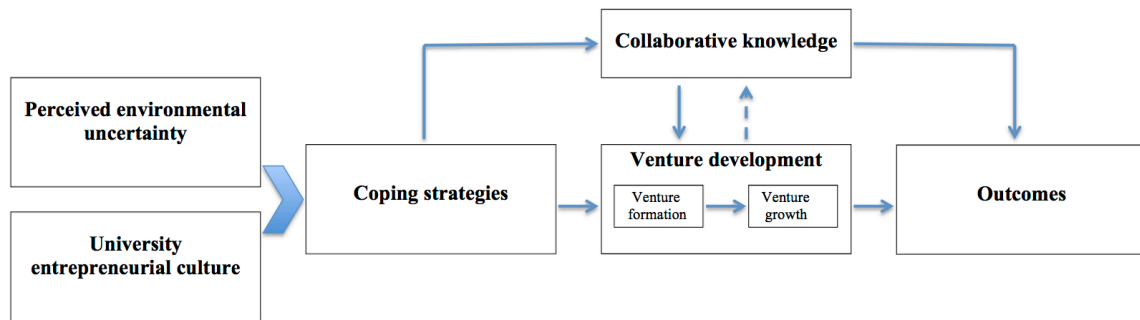 Collaborative knowledge
Perceived environmental
uncertainty
Coping strategies
Venture development
Venture
formation
Venture
growth
Outcomes
University
entrepreneurial culture